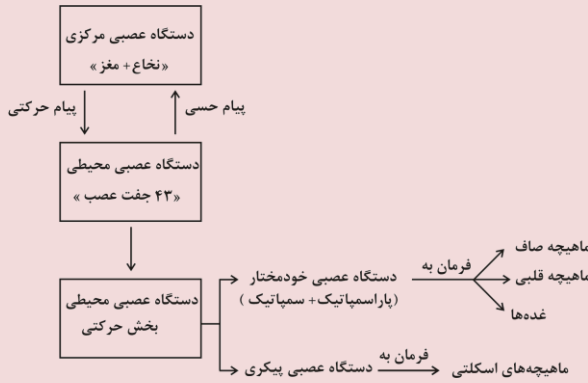 دستگاه عصبی مرکزی
«نخاع+ مغز»
پیام حرکتی
پیام حسی
دستگاه عصبی محیطی
«۴۳ جفت عصب»
دستگاه عصبی محیطی
بخش حرکتی
دستگاه عصبی خودمختار
(پاراسمپاتیک+ سمپاتیک)
فرمان به
ماهیچه صاف
ماهیچه قلبی
غده‌ها
دستگاه عصبی پیکری
فرمان به
ماهیچه‌های اسکلتی